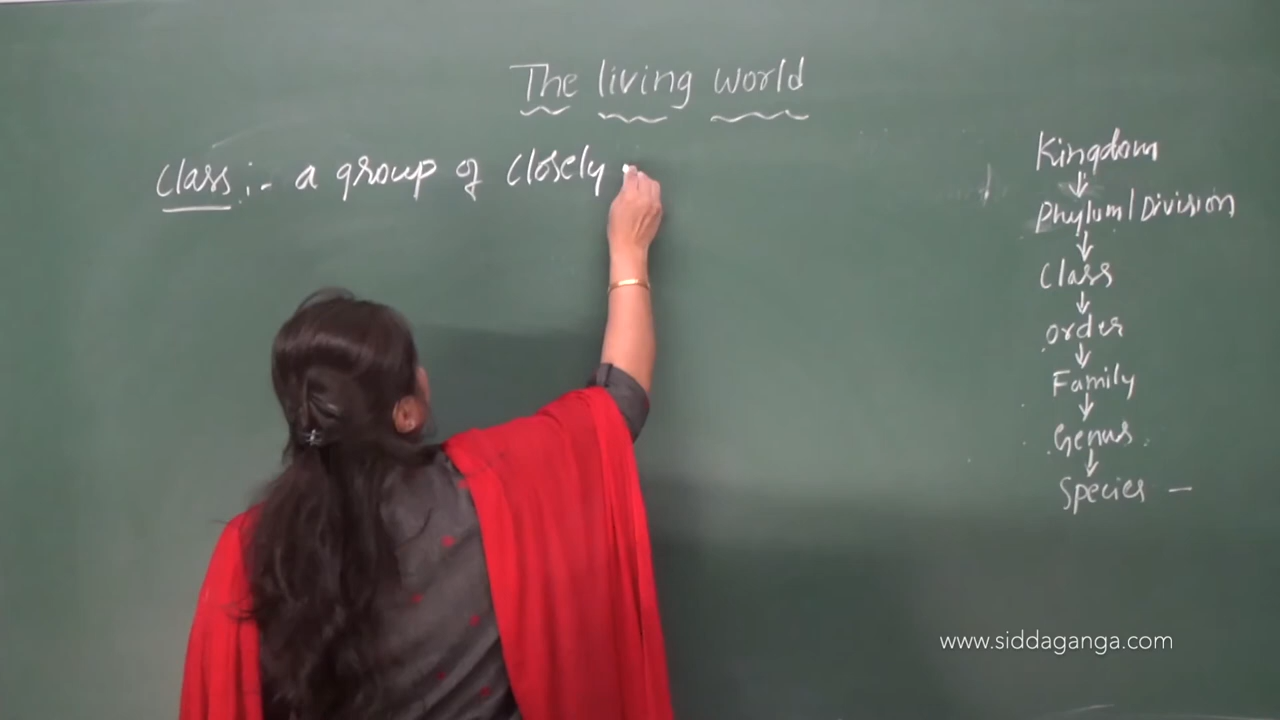 The living world
Class :- a group of closely
Kingdom
↓
Phylum/Division
↓
Class
↓
order
↓
Family
↓
Genus
↓
Species -
www.siddaganga.com